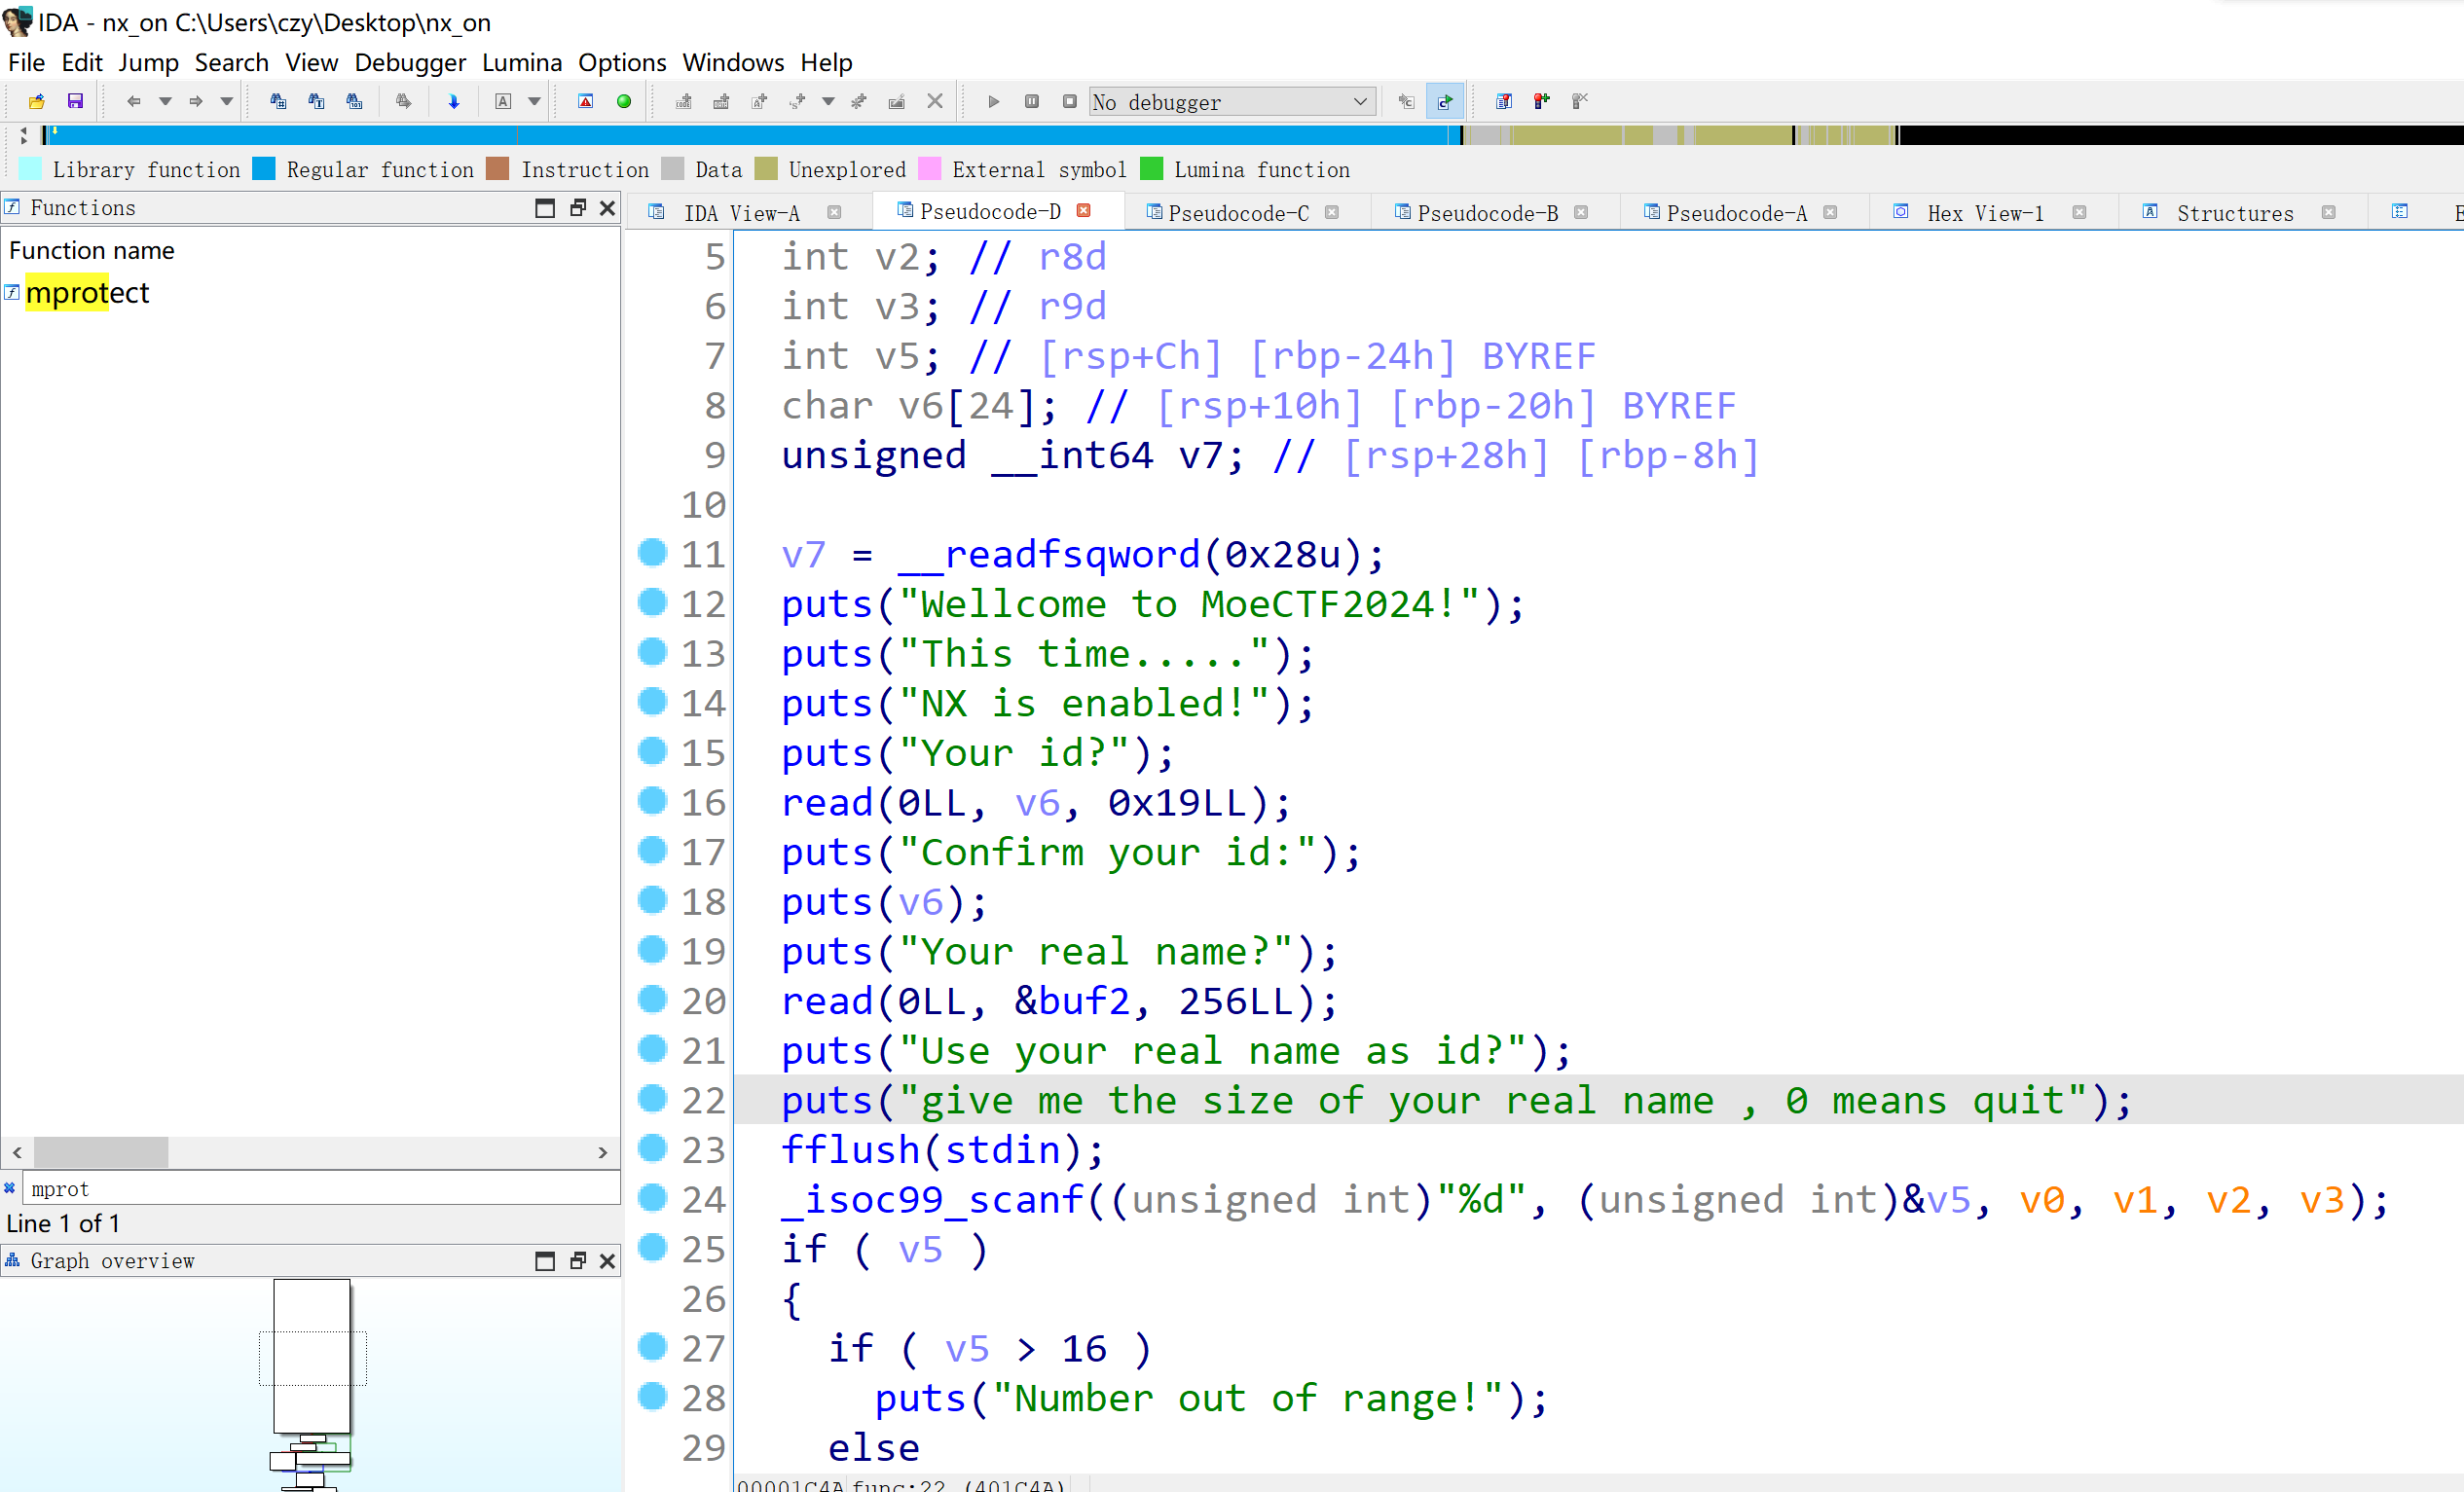 IDA - nx_on C:\Users\czy\Desktop\nx_on
File Edit Jump Search View Debugger Lumina Options Windows Help
No debugger
Library function Regular function Instruction Data Unexplored External symbol Lumina function
Functions
IDA View-A Pseudocode-D Pseudocode-C Pseudocode-B Pseudocode-A Hex View-1 Structures
Function name
mprotect
5 int v2; // r8d
6 int v3; // r9d
7 int v5; // [rsp+Ch] [rbp-24h] BYREF
8 char v6[24]; // [rsp+10h] [rbp-20h] BYREF
9 unsigned __int64 v7; // [rsp+28h] [rbp-8h]
10
11 v7 = __readfsqword(0x28u);
12 puts("Wellcome to MoeCTF2024!");
13 puts("This time.....");
14 puts("NX is enabled!");
15 puts("Your id?");
16 read(0LL, v6, 0x19LL);
17 puts("Confirm your id:");
18 puts(v6);
19 puts("Your real name?");
20 read(0LL, &buf2, 256LL);
21 puts("Use your real name as id?");
22 puts("give me the size of your real name , 0 means quit");
23 fflush(stdin);
24 _isoc99_scanf((unsigned int)"%d", (unsigned int)&v5, v0, v1, v2, v3);
25 if ( v5 )
26 {
27 if ( v5 > 16 )
28 puts("Number out of range!");
29 else
mprot
Line 1 of 1
Graph overview
00001C4A func:22 (401C4A)